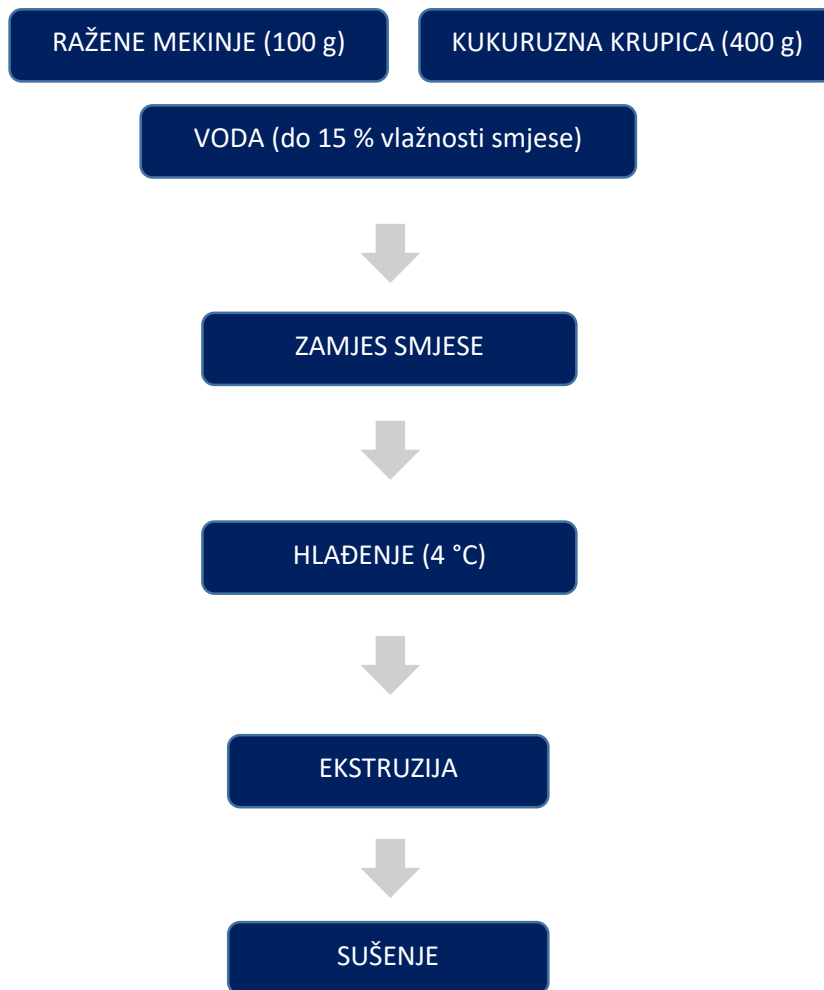 RAŽENE MEKINJE (100 g)
KUKURUZNA KRUPICA (400 g)
VODA (do 15 % vlažnosti smjese)
ZAMJES SMJESE
HLAĐENJE (4 °C)
EKSTRUZIJA
SUŠENJE